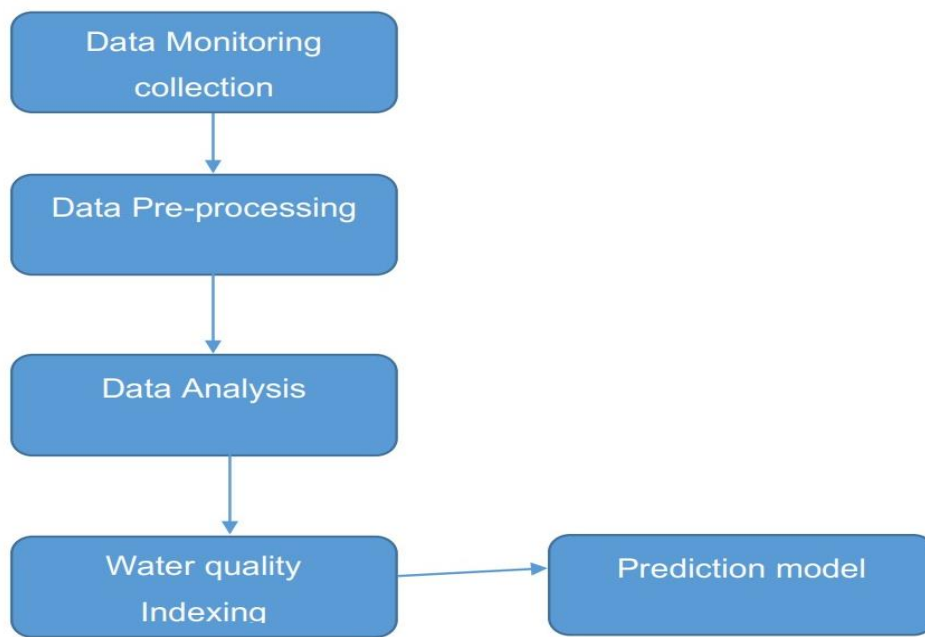 Data Monitoring
collection
Data Pre-processing
Data Analysis
Water quality
Indexing
Prediction model